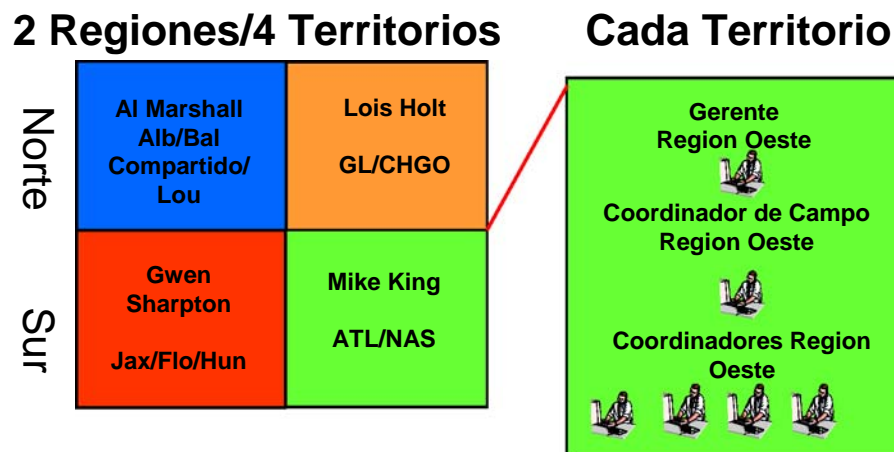 2 Regiones/4 Territorios
Cada Territorio
Norte
Al Marshall
Alb/Bal
Compartido/
Lou
Lois Holt
GL/CHGO
Sur
Gwen
Sharpton
Jax/Flo/Hun
Mike King
ATL/NAS
Gerente
Region Oeste
Coordinador de Campo
Region Oeste
Coordinadores Region
Oeste